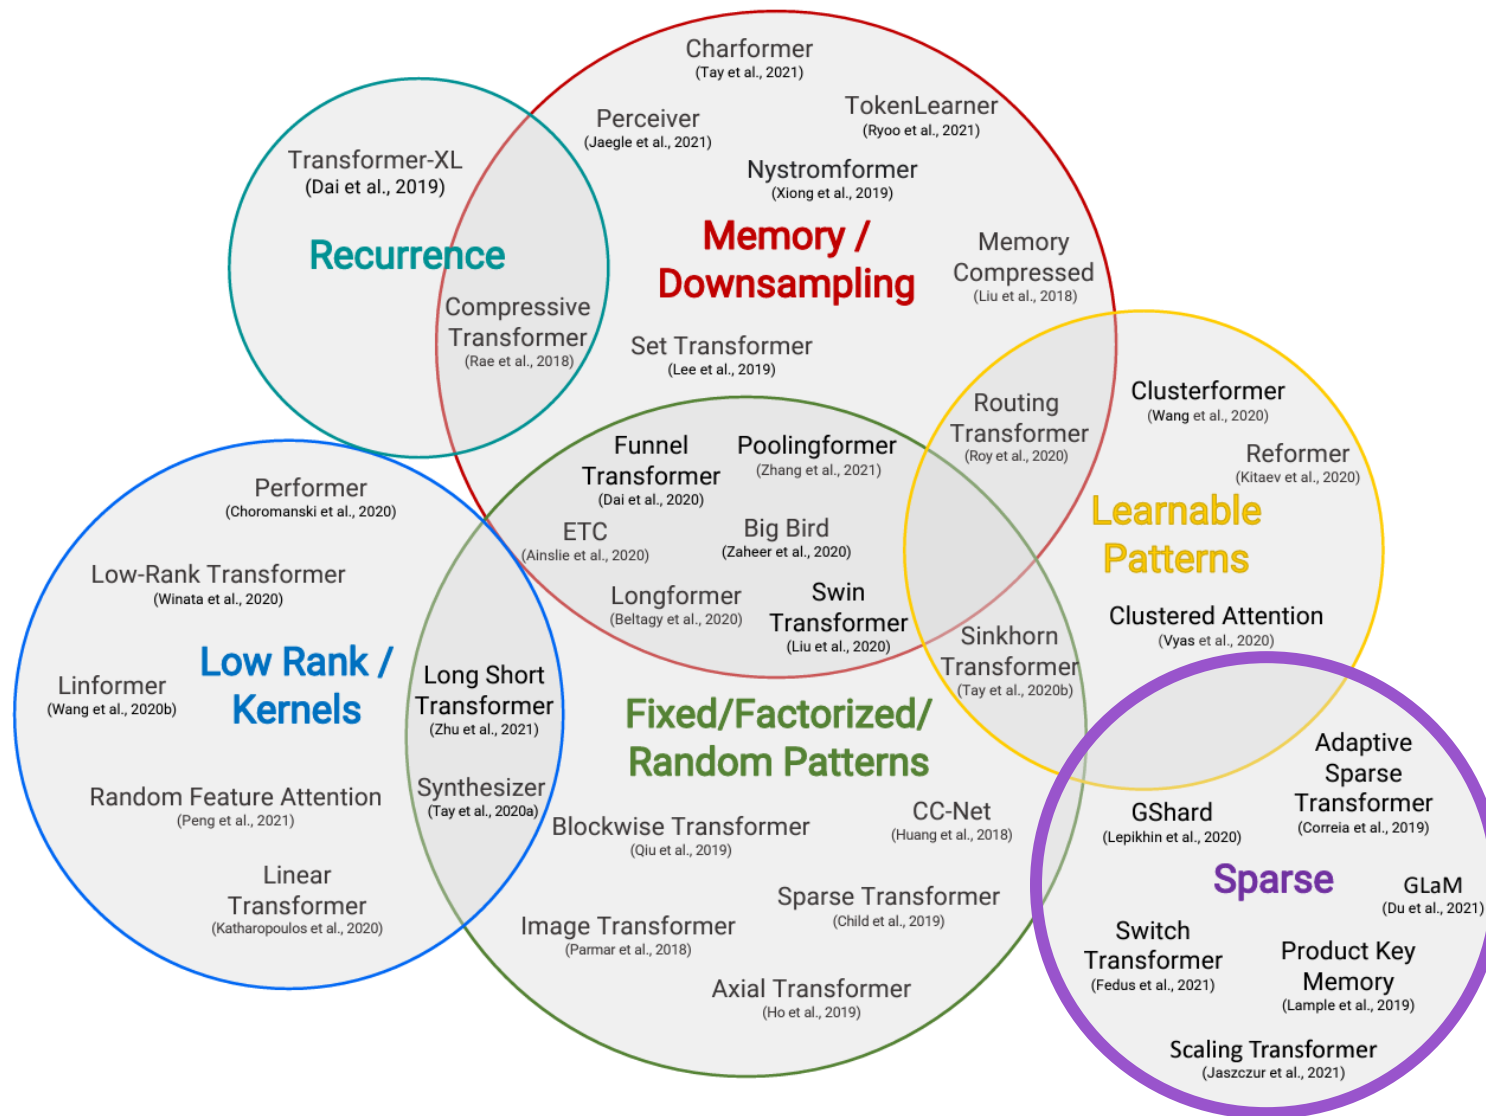 Charformer
(Tay et al., 2021)
Perceiver
(Jaegle et al., 2021)
TokenLearner
(Ryoo et al., 2021)
Transformer-XL
(Dai et al., 2019)
Nystromformer
(Xiong et al., 2019)
Recurrence
Memory /
Downsampling
Memory
Compressed
(Liu et al., 2018)
Compressive
Transformer
(Rae et al., 2018)
Set Transformer
(Lee et al., 2019)
Routing
Transformer
(Roy et al., 2020)
Clusterformer
(Wang et al., 2020)
Reformer
(Kitaev et al., 2020)
Funnel
Transformer
(Dai et al., 2020)
Poolingformer
(Zhang et al., 2021)
Learnable
Patterns
Performer
(Choromanski et al., 2020)
ETC
(Ainslie et al., 2020)
Big Bird
(Zaheer et al., 2020)
Low-Rank Transformer
(Winata et al., 2020)
Longformer
(Beltagy et al., 2020)
Swin
Transformer
(Liu et al., 2020)
Clustered Attention
(Vyas et al., 2020)
Sinkhorn
Transformer
(Tay et al., 2020b)
Low Rank /
Kernels
Linformer
(Wang et al., 2020b)
Long Short
Transformer
(Zhu et al., 2021)
Fixed/Factorized/
Random Patterns
Synthesizer
(Tay et al., 2020a)
Random Feature Attention
(Peng et al., 2021)
Blockwise Transformer
(Qiu et al., 2019)
CC-Net
(Huang et al., 2018)
Adaptive
Sparse
Transformer
(Correia et al., 2019)
GShard
(Lepikhin et al., 2020)
Sparse
Linear
Transformer
(Katharopoulos et al., 2020)
Sparse Transformer
(Child et al., 2019)
GLaM
(Du et al., 2021)
Image Transformer
(Parmar et al., 2018)
Switch
Transformer
(Fedus et al., 2021)
Product Key
Memory
(Lample et al., 2019)
Axial Transformer
(Ho et al., 2019)
Scaling Transformer
(Jaszczur et al., 2021)